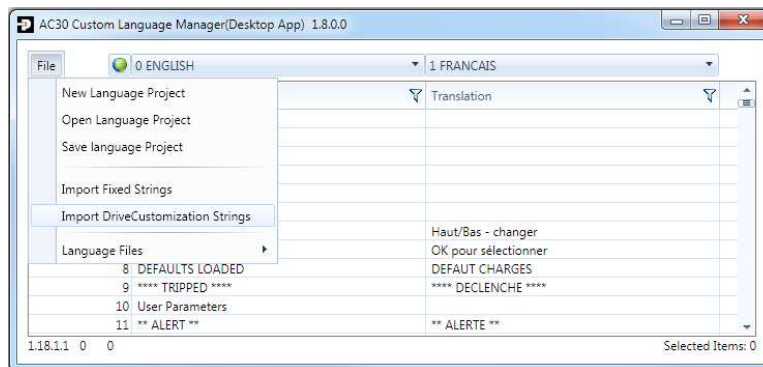 AC30 Custom Language Manager(Desktop App) 1.8.0.0
File 0 ENGLISH 1 FRANCAIS
New Language Project Translation
Open Language Project
Save language Project
Import Fixed Strings
Import DriveCustomization Strings
Haut/Bas - changer
Language Files OK pour sélectionner
8 DEFAULTS LOADED DEFAUT CHARGES
9 **** TRIPPED **** **** DECLENCHE ****
10 User Parameters
11 ** ALERT ** ** ALERTE **
1.18.1.1 0 0 Selected Items: 0